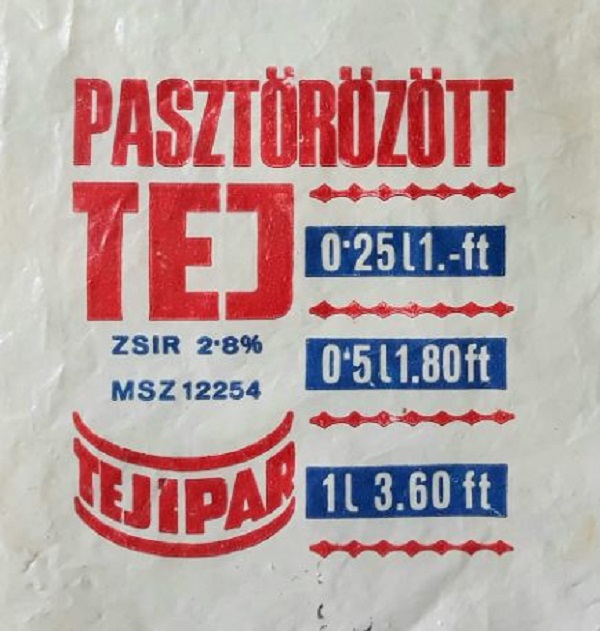 PASZTÖRÖZÖTT
TEJ
ZSIR 2·8%
MSZ 12254
TEJIPAR
0·25 l 1.-ft
0·5 l 1.80 ft
1 l 3.60 ft